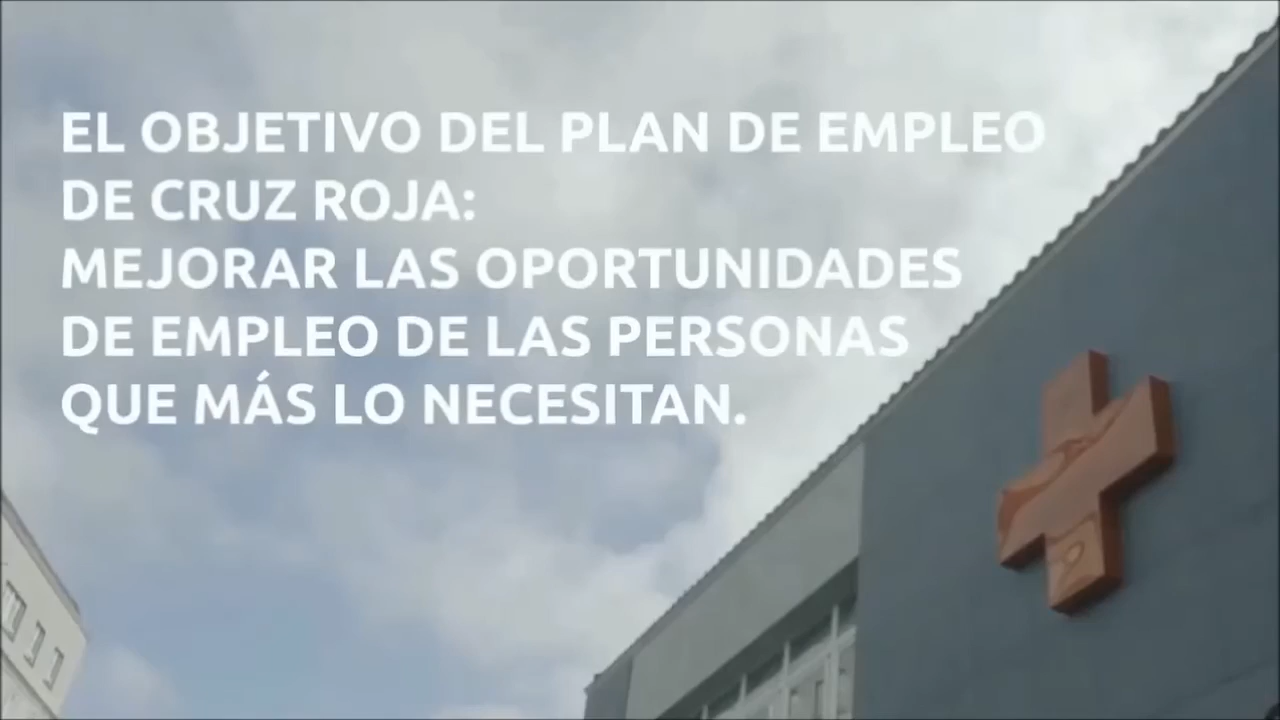 EL OBJETIVO DEL PLAN DE EMPLEO
DE CRUZ ROJA:
MEJORAR LAS OPORTUNIDADES
DE EMPLEO DE LAS PERSONAS
QUE MÁS LO NECESITAN.